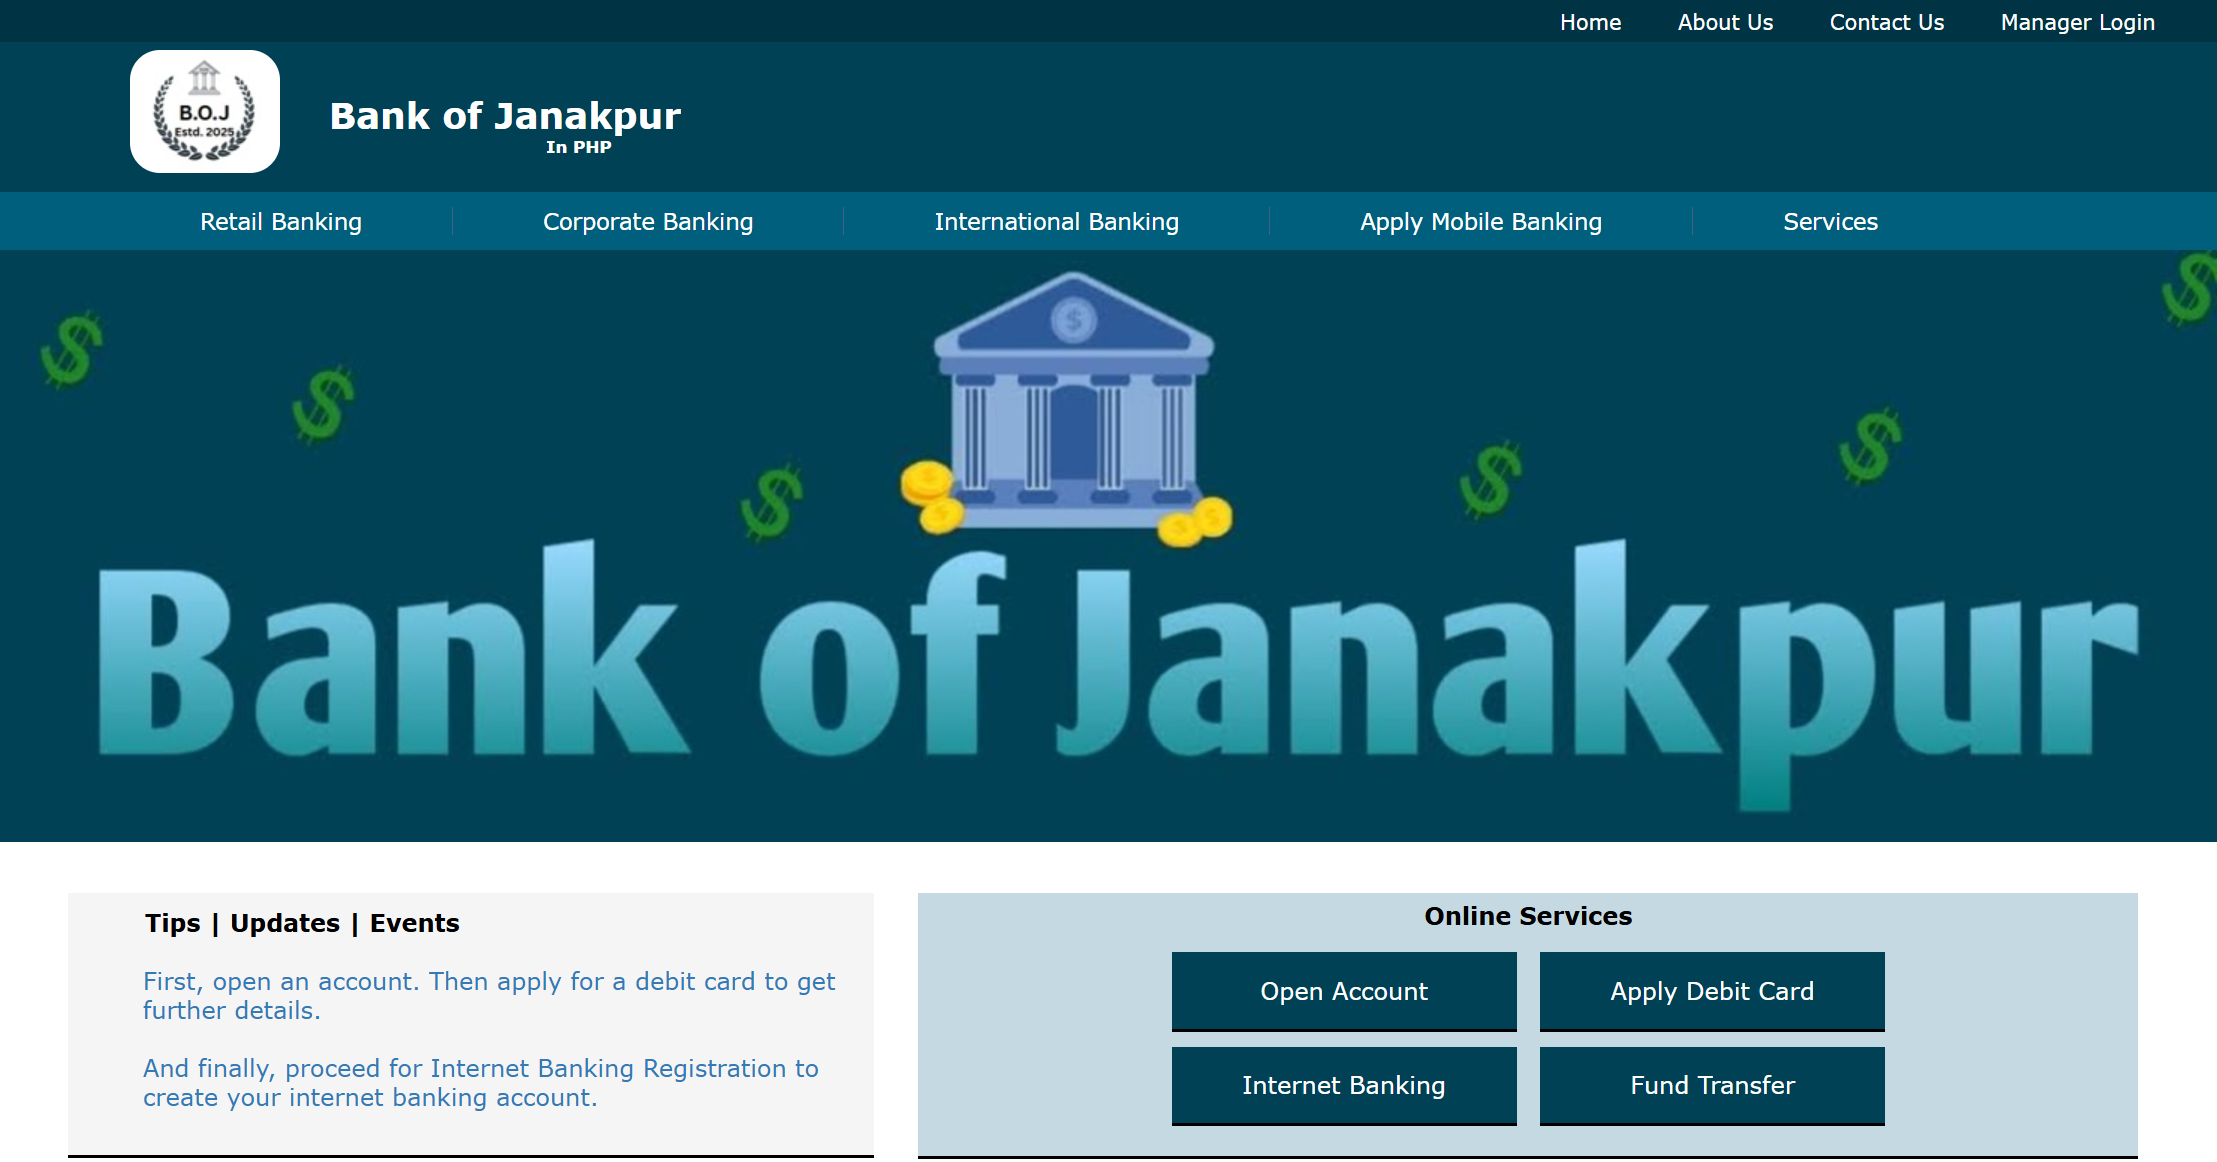 Home About Us Contact Us Manager Login
B.O.J
Estd. 2025
Bank of Janakpur
In PHP
Retail Banking Corporate Banking International Banking Apply Mobile Banking Services
Bank of Janakpur
Tips | Updates | Events
First, open an account. Then apply for a debit card to get
further details.
And finally, proceed for Internet Banking Registration to
create your internet banking account.
Online Services
Open Account Apply Debit Card
Internet Banking Fund Transfer